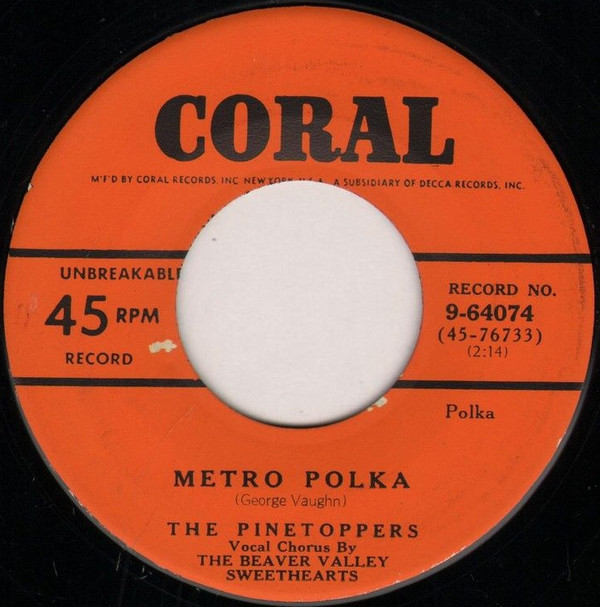 CORAL
M'F'D BY CORAL RECORDS, INC NEW YORK, U.S.A. A SUBSIDIARY OF DECCA RECORDS, INC.
UNBREAKABLE
45 RPM
RECORD
RECORD NO.
9-64074
(45-76733)
(2:14)
Polka
METRO POLKA
(George Vaughn)
THE PINETOPPERS
Vocal Chorus By
THE BEAVER VALLEY
SWEETHEARTS